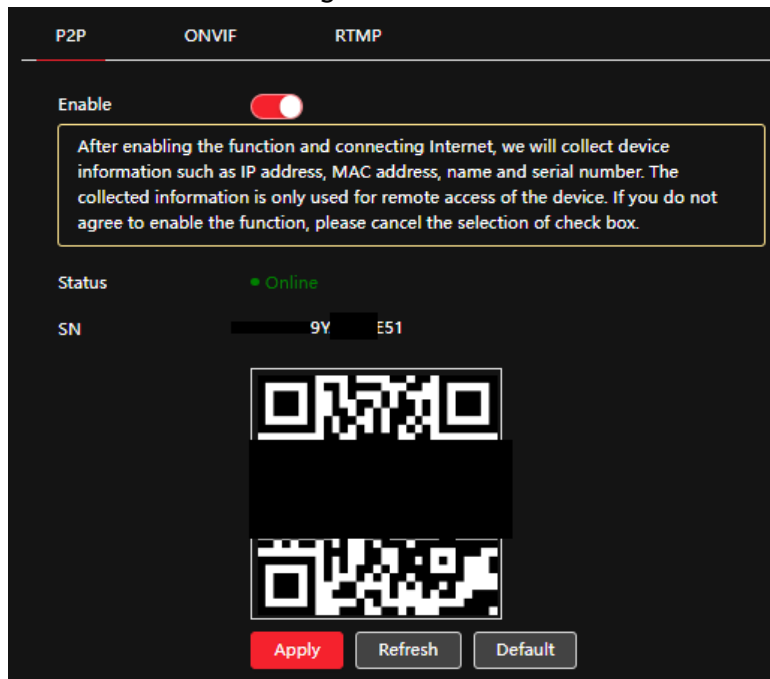 P2P ONVIF RTMP
Enable
After enabling the function and connecting Internet, we will collect device
information such as IP address, MAC address, name and serial number. The
collected information is only used for remote access of the device. If you do not
agree to enable the function, please cancel the selection of check box.
Status Online
SN 9Y E51
Apply Refresh Default